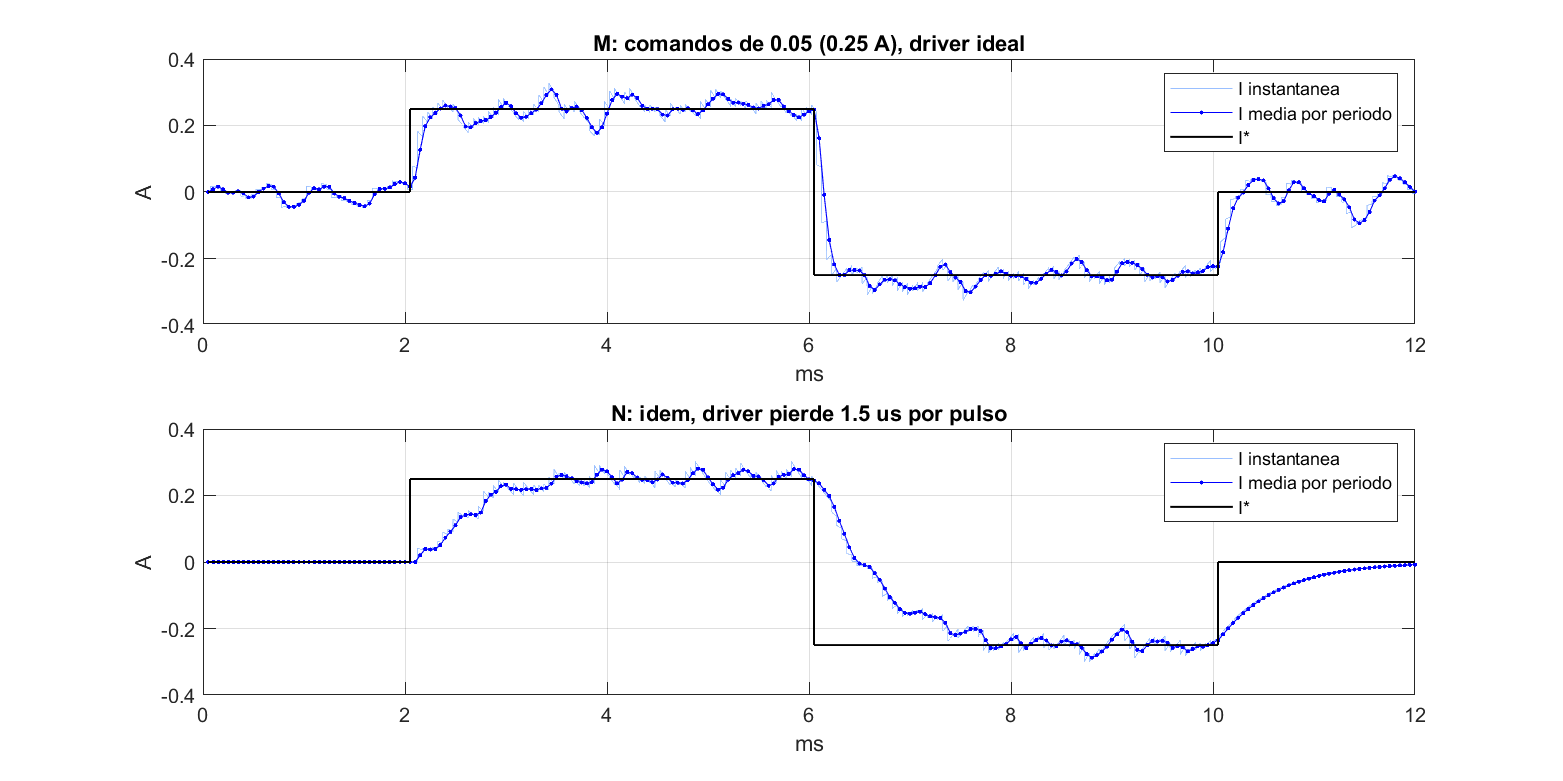 M: comandos de 0.05 (0.25 A), driver ideal
0.4
0.2
0
-0.2
-0.4
A
I instantanea
I media por periodo
I*
0 2 4 6 8 10 12
ms
N: idem, driver pierde 1.5 us por pulso
0.4
0.2
0
-0.2
-0.4
A
I instantanea
I media por periodo
I*
0 2 4 6 8 10 12
ms